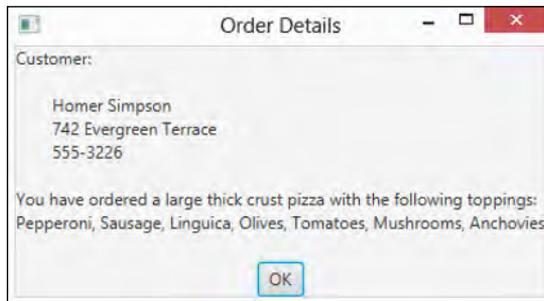 Order Details
Customer:
Homer Simpson
742 Evergreen Terrace
555-3226
You have ordered a large thick crust pizza with the following toppings:
Pepperoni, Sausage, Linguica, Olives, Tomatoes, Mushrooms, Anchovies
OK